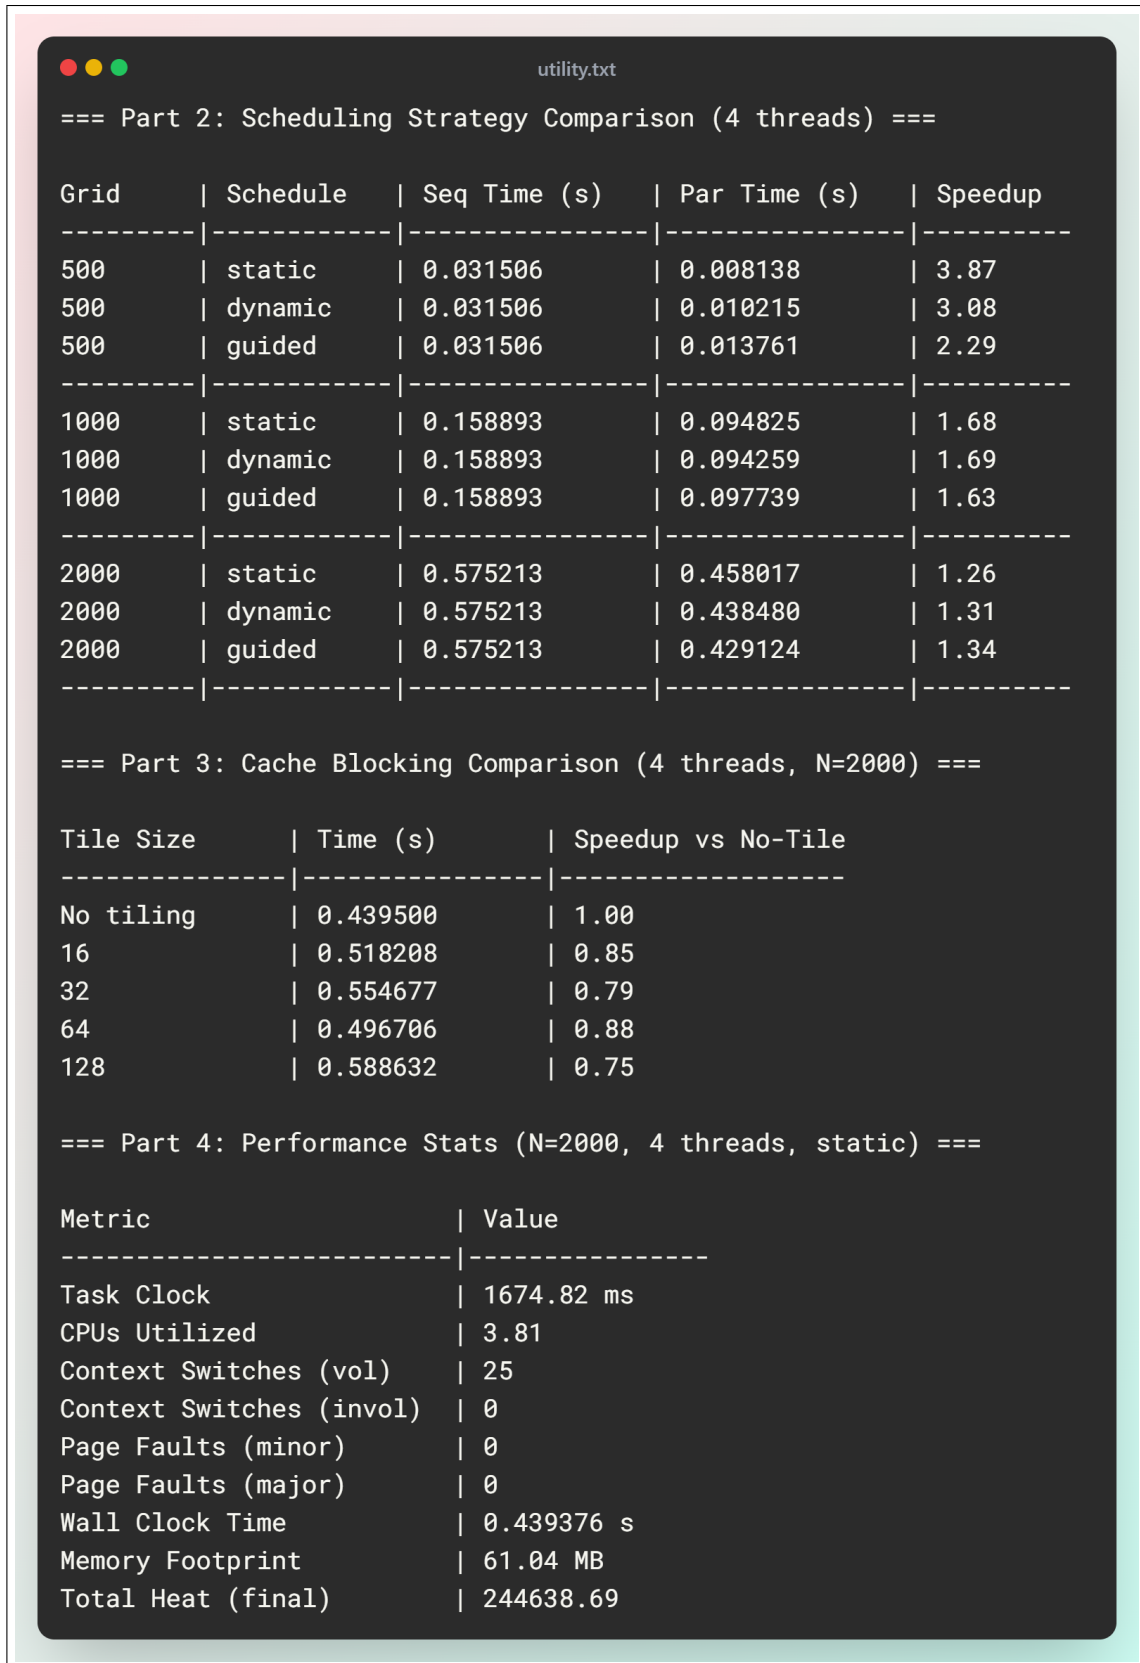 utility.txt
=== Part 2: Scheduling Strategy Comparison (4 threads) ===
Grid     | Schedule   | Seq Time (s)   | Par Time (s)   | Speedup
---------|------------|----------------|----------------|----------
500      | static     | 0.031506       | 0.008138       | 3.87
500      | dynamic    | 0.031506       | 0.010215       | 3.08
500      | guided     | 0.031506       | 0.013761       | 2.29
---------|------------|----------------|----------------|----------
1000     | static     | 0.158893       | 0.094825       | 1.68
1000     | dynamic    | 0.158893       | 0.094259       | 1.69
1000     | guided     | 0.158893       | 0.097739       | 1.63
---------|------------|----------------|----------------|----------
2000     | static     | 0.575213       | 0.458017       | 1.26
2000     | dynamic    | 0.575213       | 0.438480       | 1.31
2000     | guided     | 0.575213       | 0.429124       | 1.34
---------|------------|----------------|----------------|----------
=== Part 3: Cache Blocking Comparison (4 threads, N=2000) ===
Tile Size      | Time (s)       | Speedup vs No-Tile
---------------|----------------|-------------------
No tiling      | 0.439500       | 1.00
16             | 0.518208       | 0.85
32             | 0.554677       | 0.79
64             | 0.496706       | 0.88
128            | 0.588632       | 0.75
=== Part 4: Performance Stats (N=2000, 4 threads, static) ===
Metric                    | Value
--------------------------|----------------
Task Clock                | 1674.82 ms
CPUs Utilized             | 3.81
Context Switches (vol)    | 25
Context Switches (invol)  | 0
Page Faults (minor)       | 0
Page Faults (major)       | 0
Wall Clock Time           | 0.439376 s
Memory Footprint          | 61.04 MB
Total Heat (final)        | 244638.69